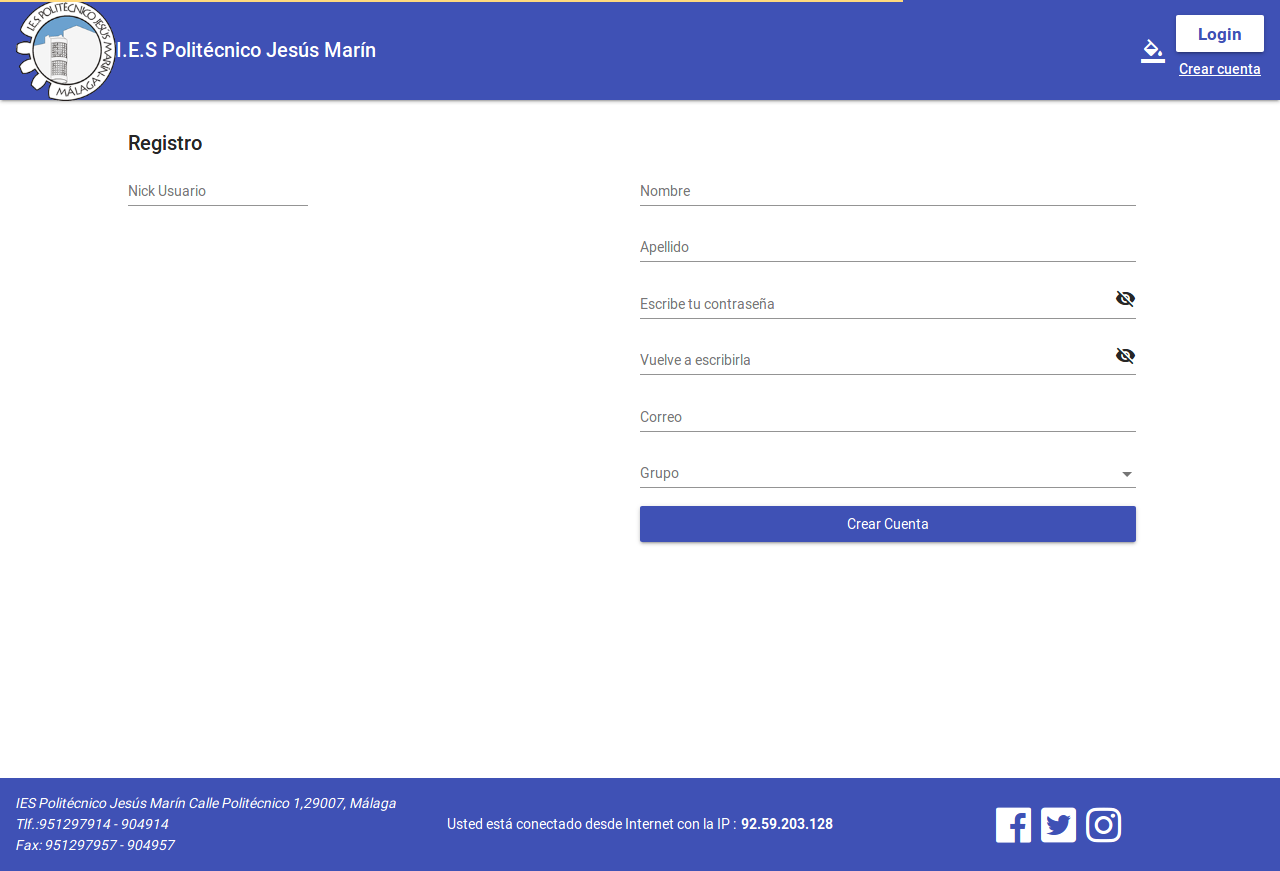 I.E.S POLITÉCNICO JESÚS MARÍN.
MÁLAGA
I.E.S Politécnico Jesús Marín
Login
Crear cuenta
Registro
Nick Usuario
Nombre
Apellido
Escribe tu contraseña
Vuelve a escribirla
Correo
Grupo
Crear Cuenta
IES Politécnico Jesús Marín Calle Politécnico 1,29007, Málaga
Tlf.:951297914 - 904914
Fax: 951297957 - 904957
Usted está conectado desde Internet con la IP : 92.59.203.128